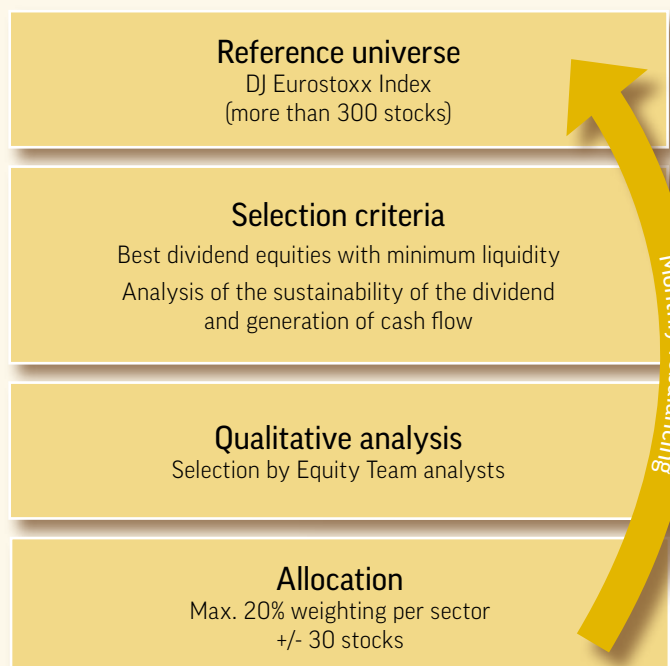 Reference universe
DJ Eurostoxx Index
(more than 300 stocks)
Selection criteria
Best dividend equities with minimum liquidity
Analysis of the sustainability of the dividend
and generation of cash flow
Qualitative analysis
Selection by Equity Team analysts
Allocation
Max. 20% weighting per sector
+/- 30 stocks